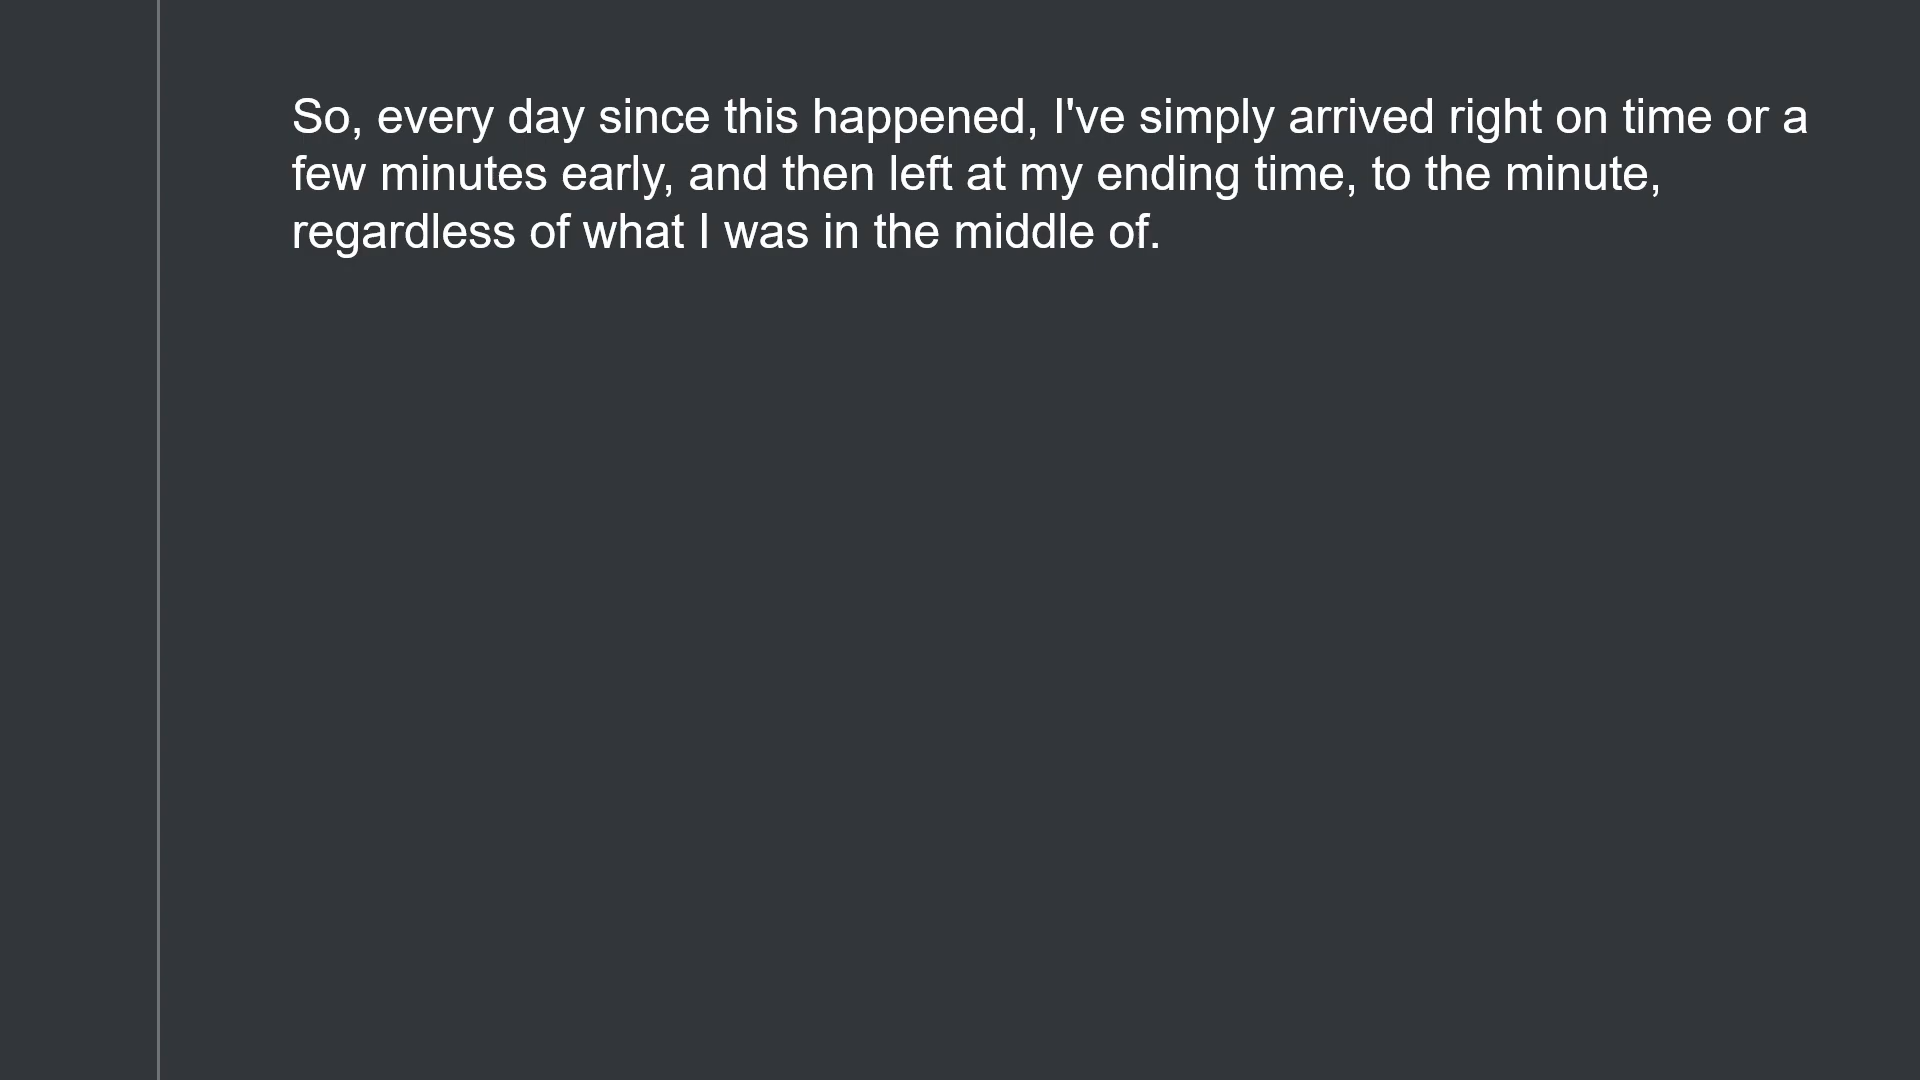 So, every day since this happened, I've simply arrived right on time or a
few minutes early, and then left at my ending time, to the minute,
regardless of what I was in the middle of.